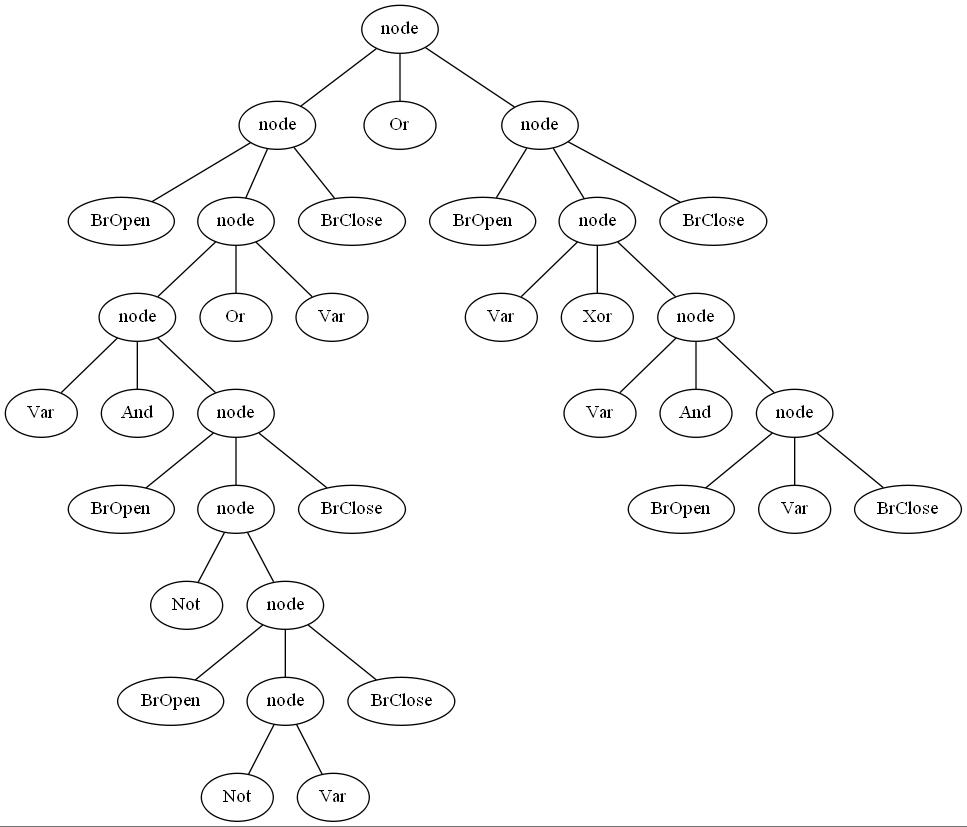 node
node Or node
BrOpen node BrClose BrOpen node BrClose
node Or Var Var Xor node
Var And node Var And node
BrOpen node BrClose BrOpen Var BrClose
Not node
BrOpen node BrClose
Not Var